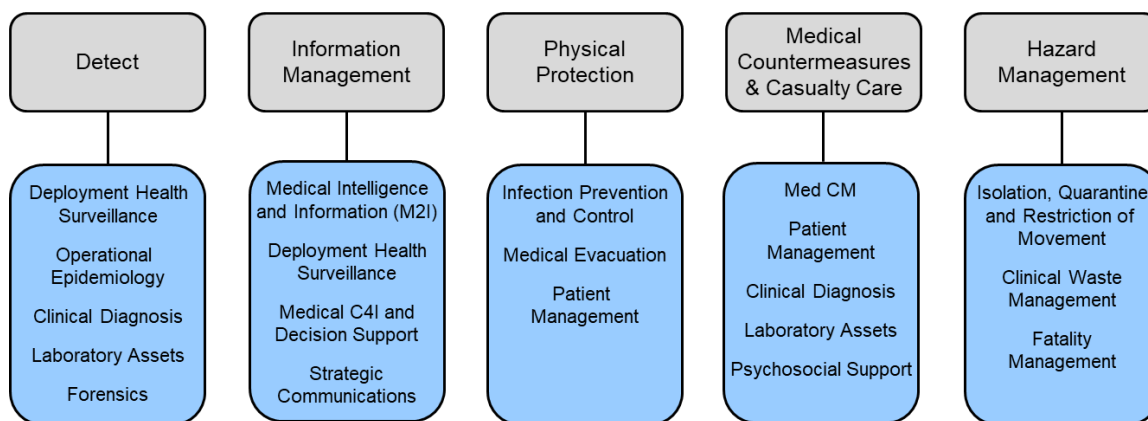 Detect
Deployment Health
Surveillance
Operational
Epidemiology
Clinical Diagnosis
Laboratory Assets
Forensics
Information
Management
Medical Intelligence
and Information (M2I)
Deployment Health
Surveillance
Medical C4I and
Decision Support
Strategic
Communications
Physical
Protection
Infection Prevention
and Control
Medical Evacuation
Patient
Management
Medical
Countermeasures
& Casualty Care
Med CM
Patient
Management
Clinical Diagnosis
Laboratory Assets
Psychosocial Support
Hazard
Management
Isolation, Quarantine
and Restriction of
Movement
Clinical Waste
Management
Fatality
Management